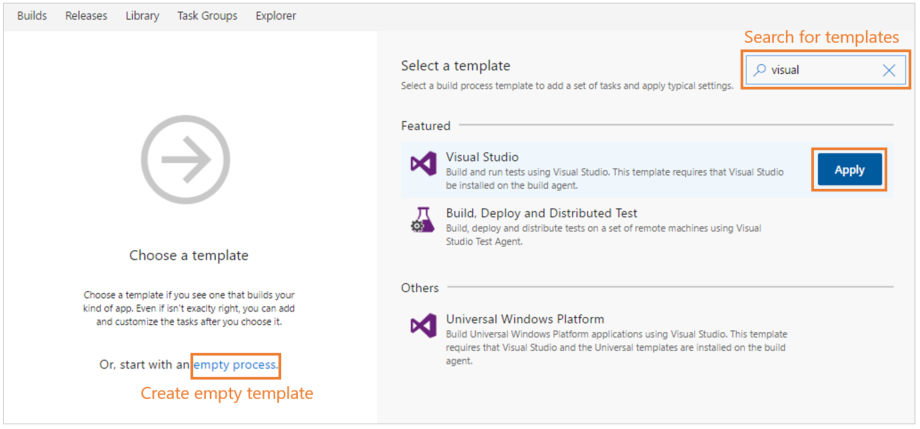 Builds Releases Library Task Groups Explorer
Search for templates
Select a template
visual
Select a build process template to add a set of tasks and apply typical settings.
Featured
Visual Studio
Build and run tests using Visual Studio. This template requires that Visual Studio
be installed on the build agent.
Apply
Build, Deploy and Distributed Test
Build, deploy and distribute tests on a set of remote machines using Visual
Studio Test Agent.
Others
Universal Windows Platform
Build Universal Windows Platform applications using Visual Studio. This template
requires that Visual Studio and the Universal templates are installed on the build
agent.
Choose a template
Choose a template if you see one that builds your
kind of app. Even if isn't exaclty right, you can add
and customize the tasks after you choose it.
Or, start with an empty process.
Create empty template